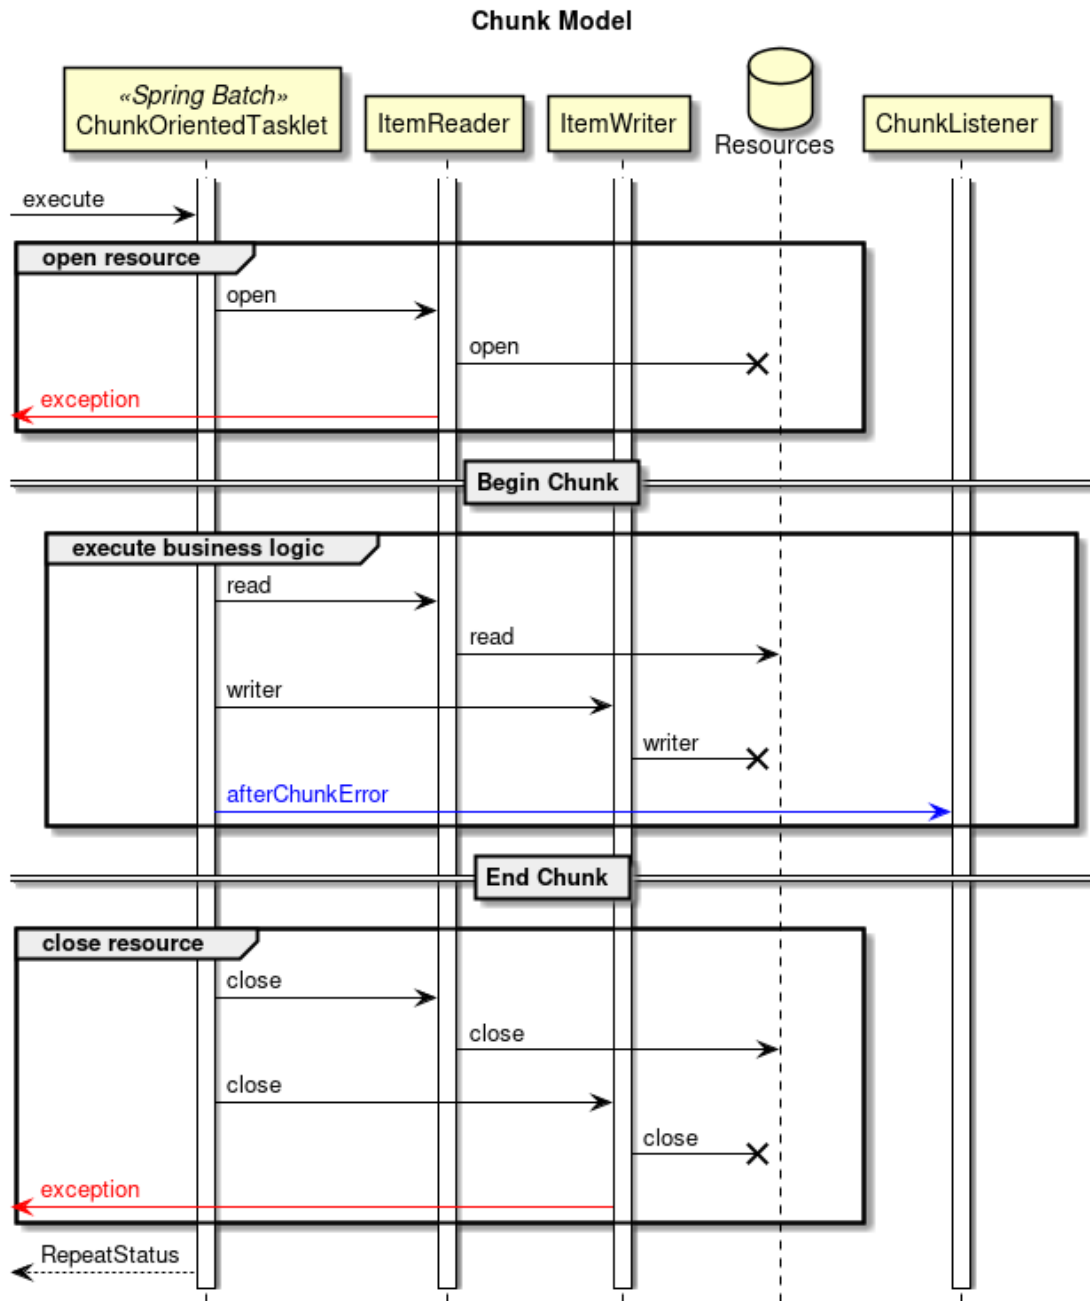 Chunk Model
«Spring Batch»
ChunkOrientedTasklet
ItemReader
ItemWriter
Resources
ChunkListener
execute
open resource
open
open
exception
Begin Chunk
execute business logic
read
read
writer
writer
afterChunkError
End Chunk
close resource
close
close
close
close
exception
RepeatStatus